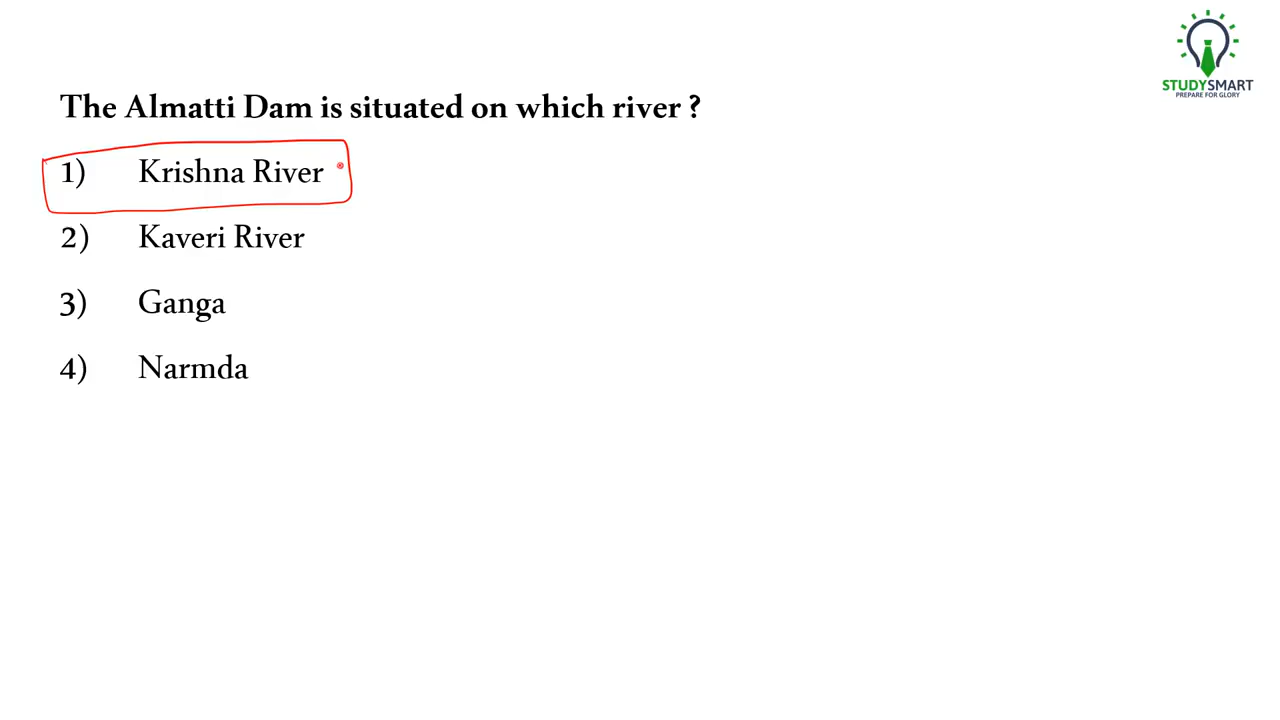 STUDYSMART
PREPARE FOR GLORY
The Almatti Dam is situated on which river ?
1) Krishna River
2) Kaveri River
3) Ganga
4) Narmda